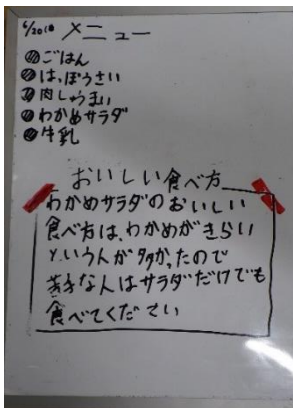 6/20㈪ メニュー
ごはん
はっぽうさい
肉しゅうまい
わかめサラダ
牛乳
おいしい食べ方
わかめサラダのおいしい
食べ方は、わかめがきらい
という人が多かったので
苦手な人はサラダだけでも
食べてください